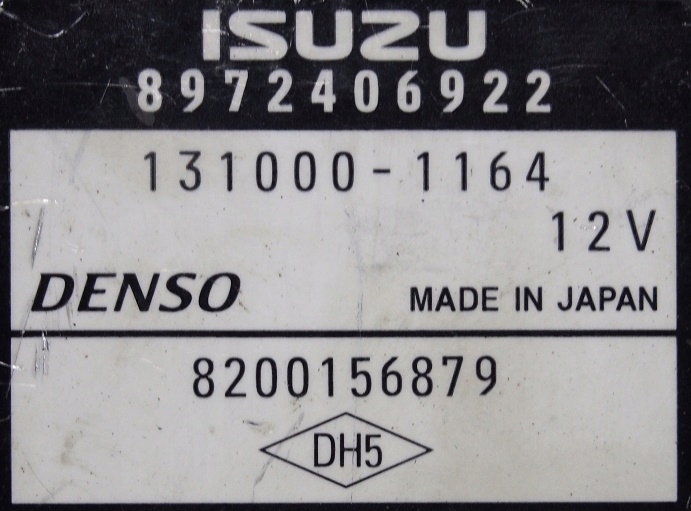 ISUZU
8972406922
131000-1164
12V
DENSO MADE IN JAPAN
8200156879
DH5